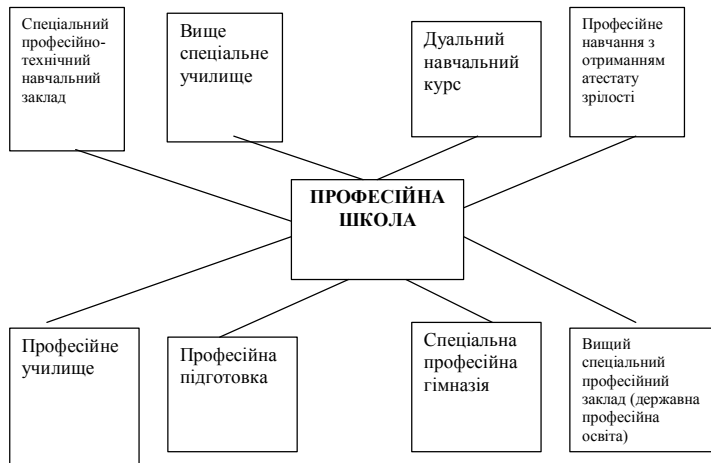 Спеціальний
професійно-
технічний
навчальний
заклад
Вище
спеціальне
училище
Дуальний
навчальний
курс
Професійне
навчання з
отриманням
атестату
зрілості
ПРОФЕСІЙНА
ШКОЛА
Професійне
училище
Професійна
підготовка
Спеціальна
професійна
гімназія
Вищий
спеціальний
професійний
заклад (державна
професійна
освіта)